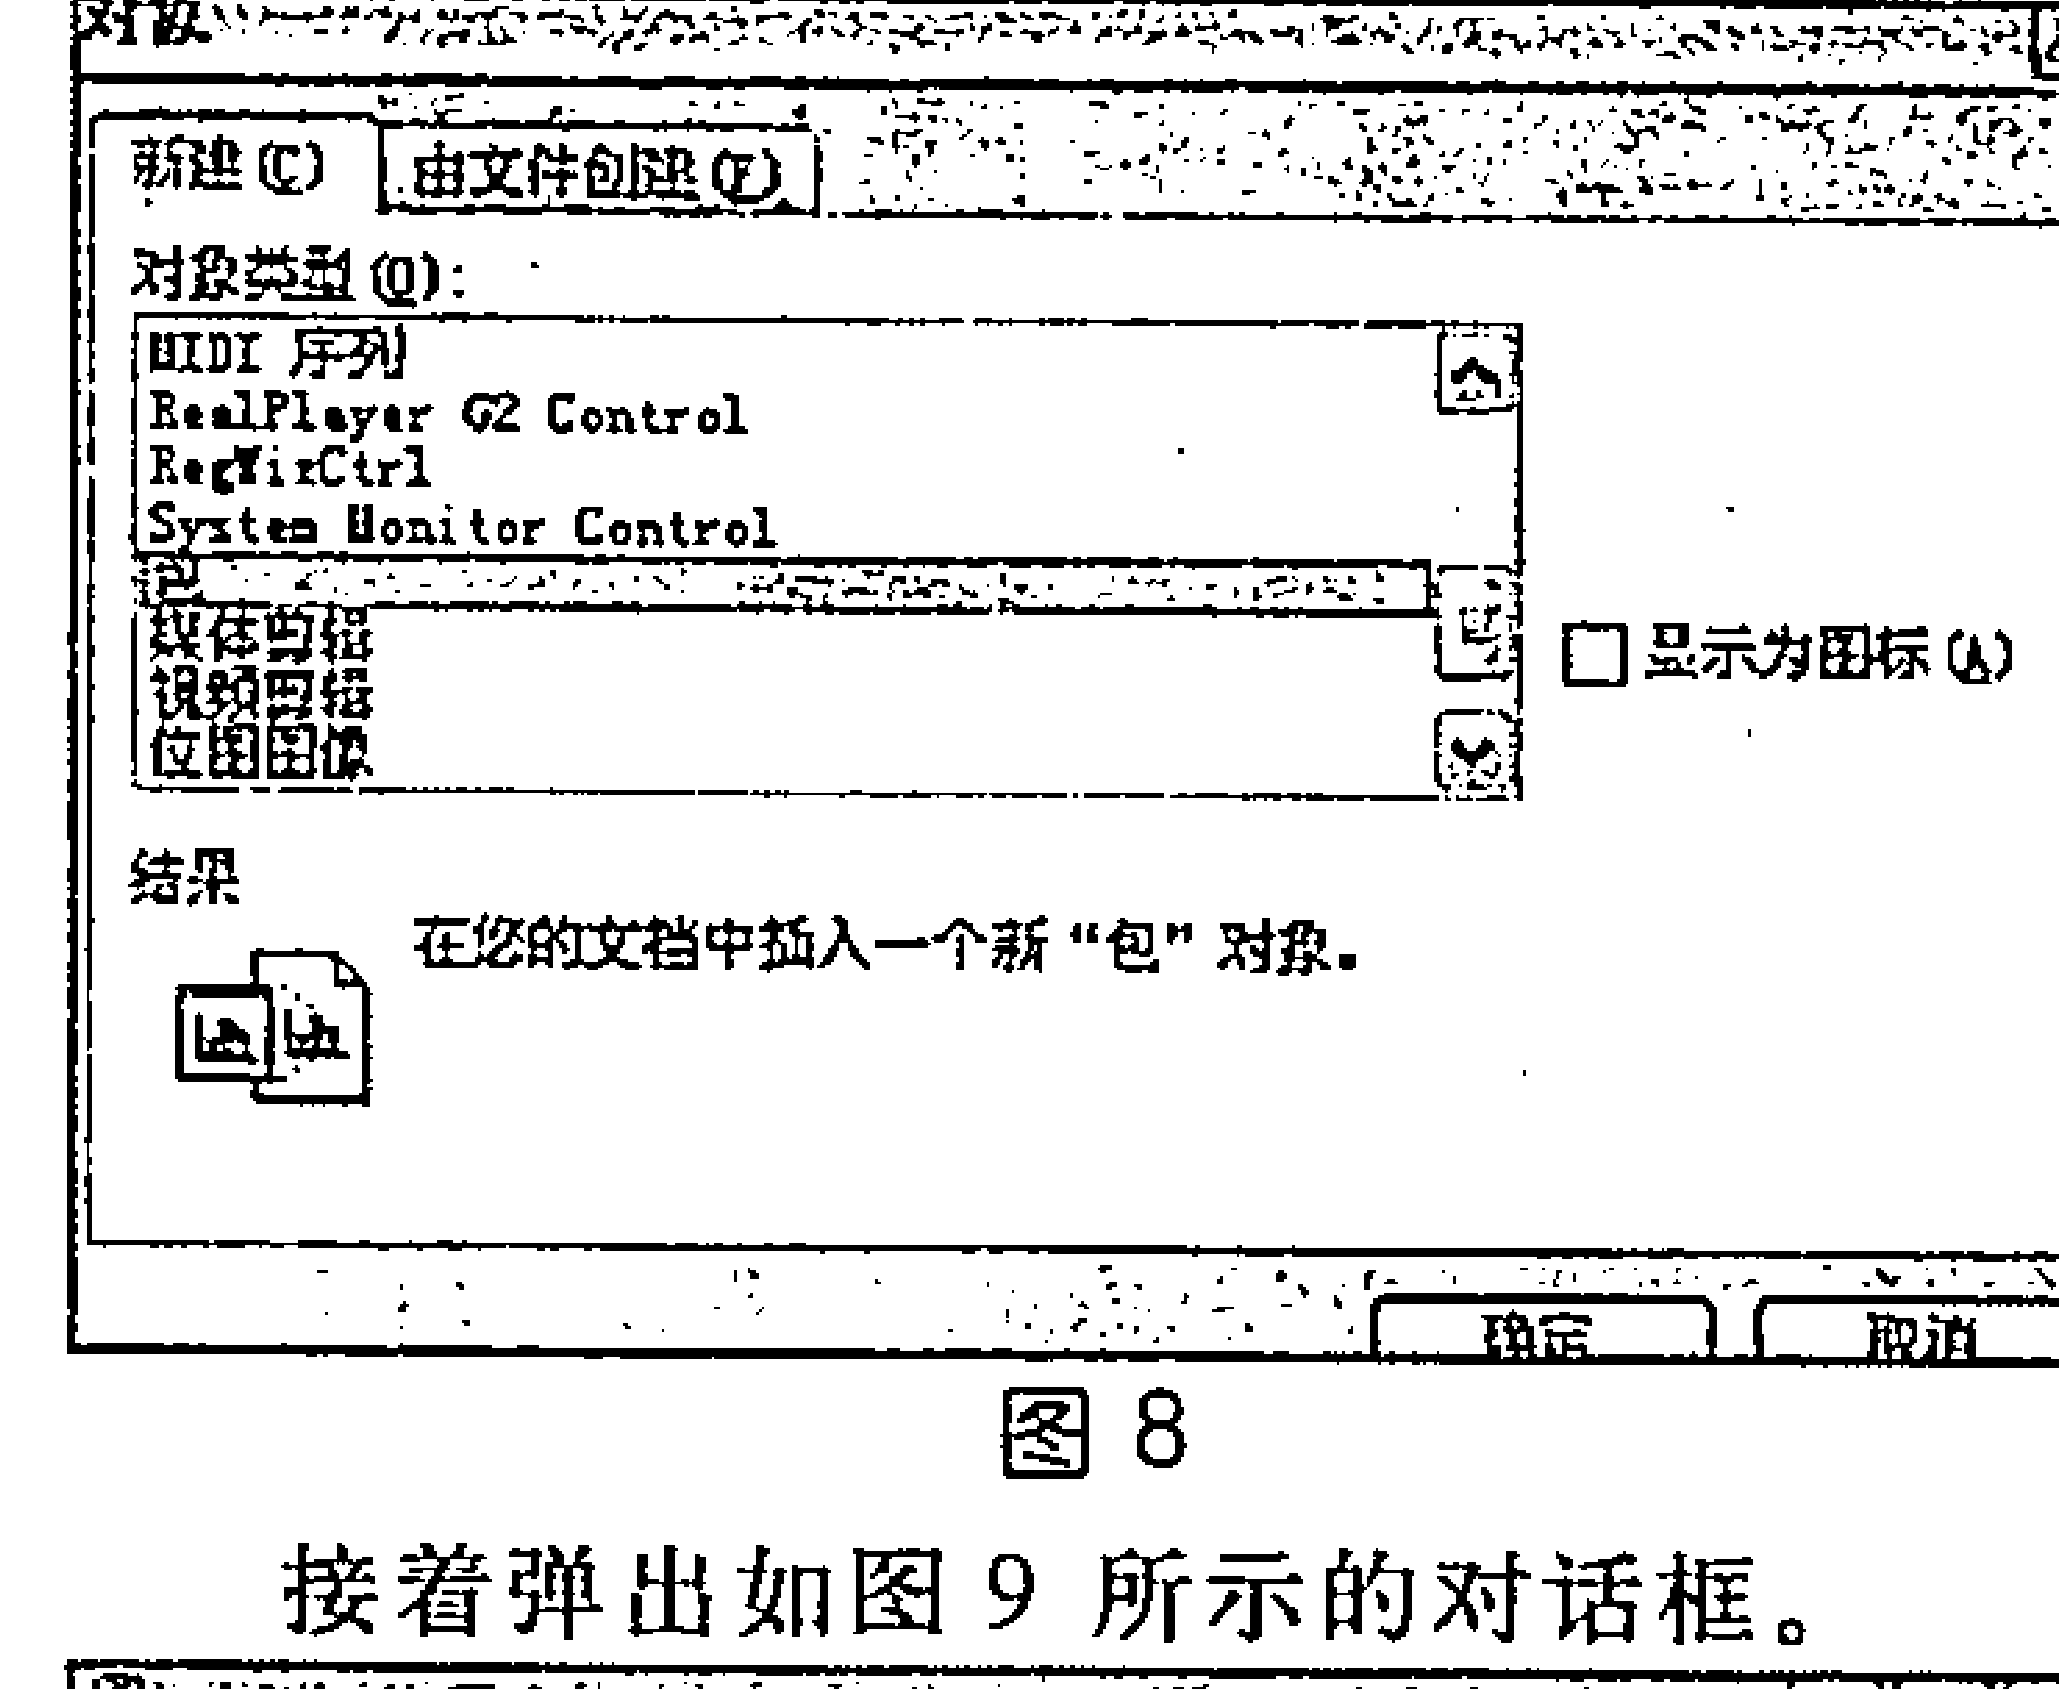 对象
新建(C) 由文件创建(F)
对象类型(O):
MIDI 序列
RealPlayer G2 Control
RegWizCtrl
System Monitor Control
包
媒体剪辑
视频剪辑
位图图像
显示为图标(A)
结果
在您的文档中插入一个新“包”对象。
确定 取消
图 8
接着弹出如图 9 所示的对话框。